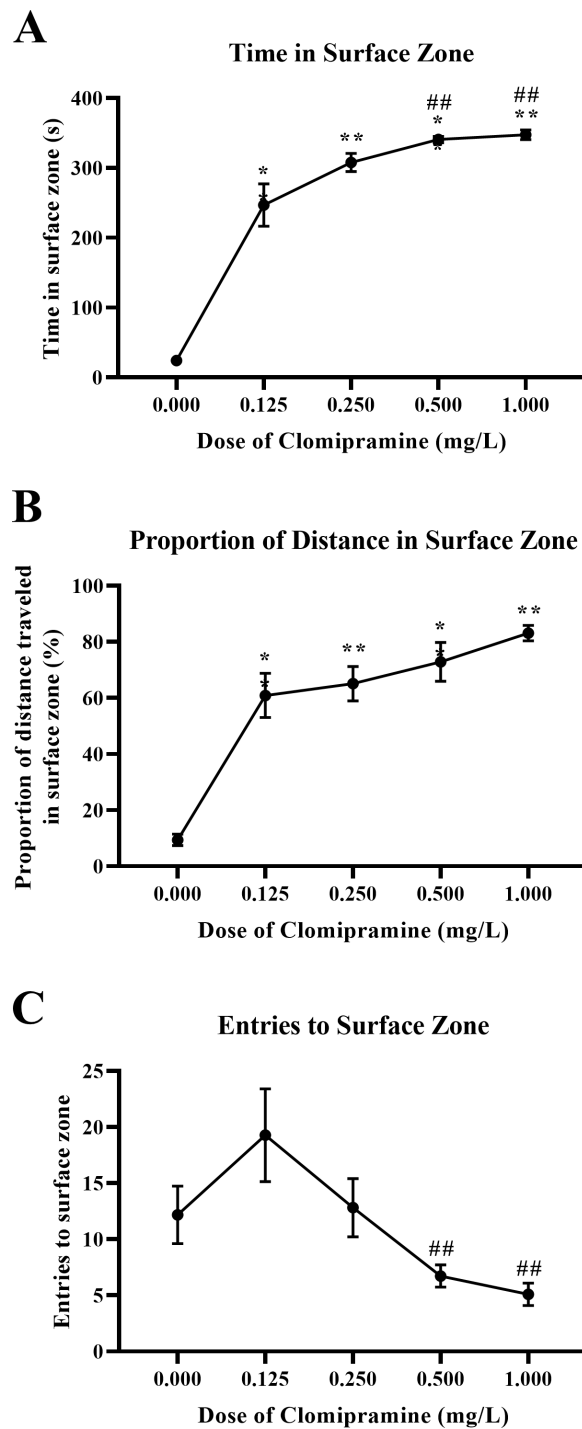 A
Time in Surface Zone
Time in surface zone (s)
400
300
200
100
0
*
*
**
##
*
*
##
**
0.000 0.125 0.250 0.500 1.000
Dose of Clomipramine (mg/L)
B
Proportion of Distance in Surface Zone
Proportion of distance traveled
in surface zone (%)
100
80
60
40
20
0
*
*
**
*
*
**
0.000 0.125 0.250 0.500 1.000
Dose of Clomipramine (mg/L)
C
Entries to Surface Zone
Entries to surface zone
25
20
15
10
5
0
##
##
0.000 0.125 0.250 0.500 1.000
Dose of Clomipramine (mg/L)